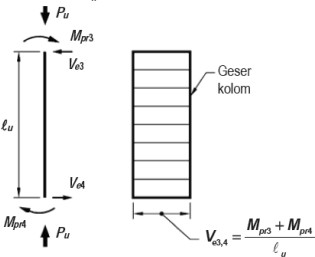 Pu
Mpr3
Ve3
Geser
kolom
ℓu
Ve4
Mpr4
Pu
Ve3,4 = Mpr3 + Mpr4 / ℓu